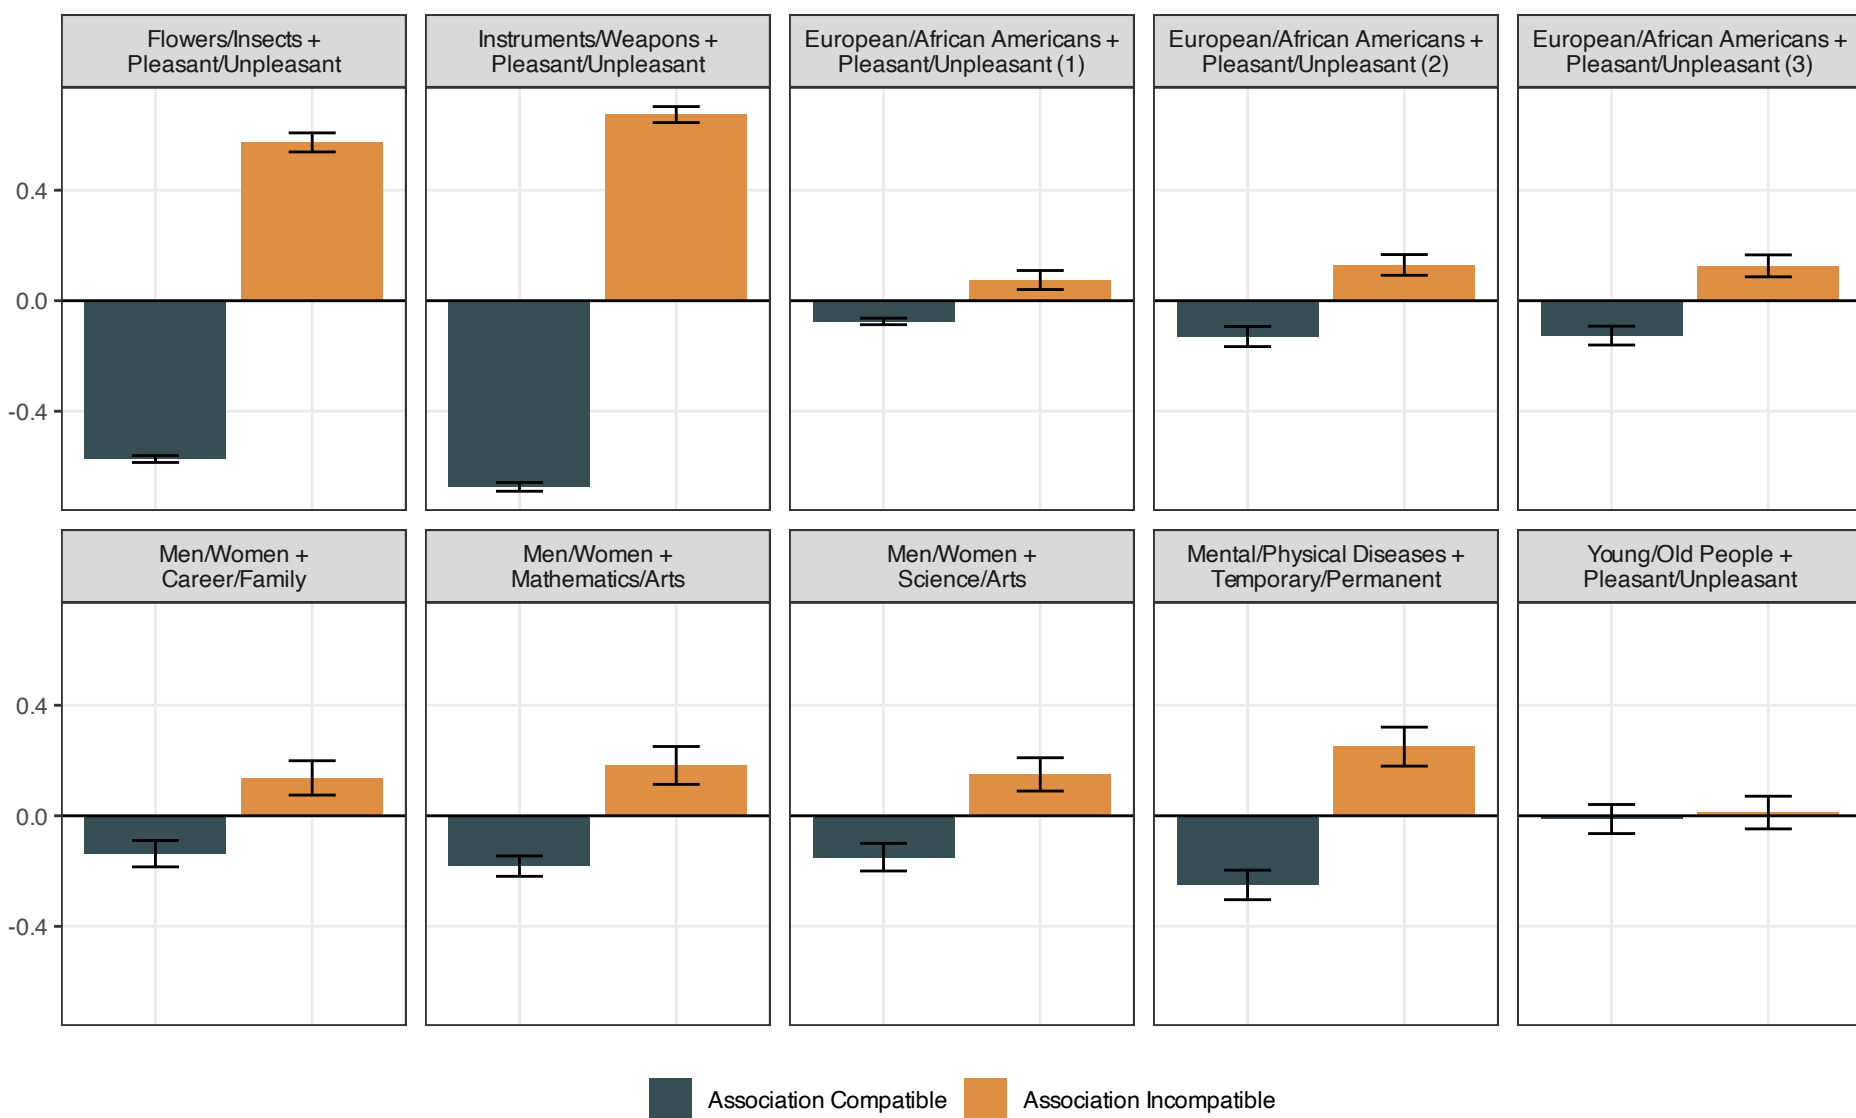 Flowers/Insects +
Pleasant/Unpleasant
Instruments/Weapons +
Pleasant/Unpleasant
European/African Americans +
Pleasant/Unpleasant (1)
European/African Americans +
Pleasant/Unpleasant (2)
European/African Americans +
Pleasant/Unpleasant (3)
0.4
0.0
-0.4
Men/Women +
Career/Family
Men/Women +
Mathematics/Arts
Men/Women +
Science/Arts
Mental/Physical Diseases +
Temporary/Permanent
Young/Old People +
Pleasant/Unpleasant
0.4
0.0
-0.4
Association Compatible
Association Incompatible